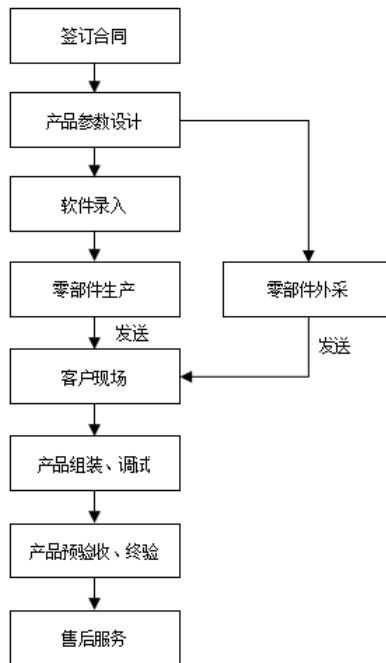 签订合同
产品参数设计
软件录入
零部件生产
零部件外采
发送
发送
客户现场
产品组装、调试
产品预验收、终验
售后服务